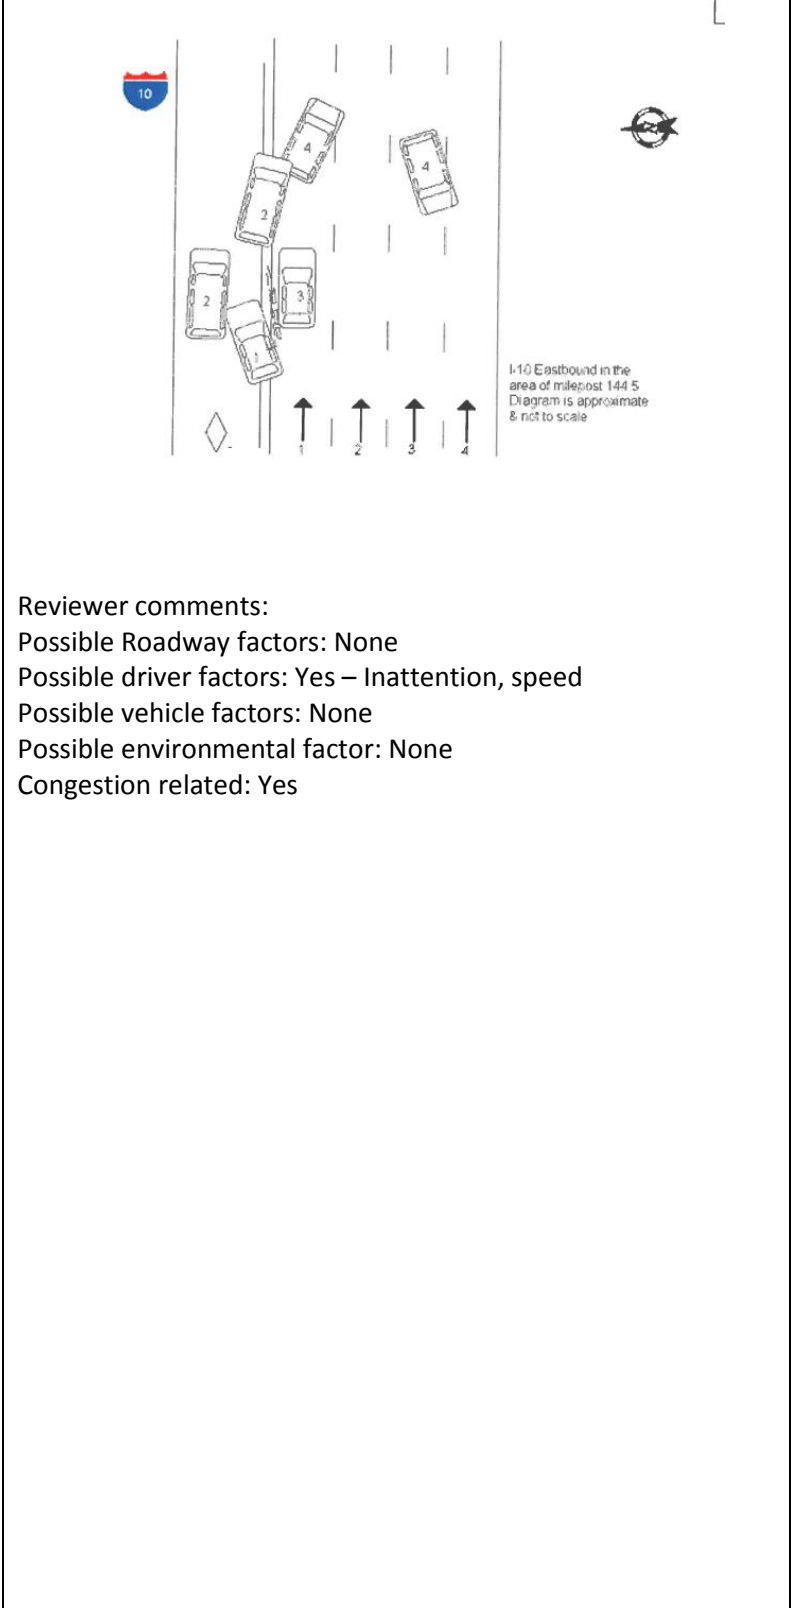 10
4
4
2
2
3
1
I-10 Eastbound in the
area of milepost 144 5
Diagram is approximate
& not to scale
1 2 3 4
Reviewer comments:
Possible Roadway factors: None
Possible driver factors: Yes – Inattention, speed
Possible vehicle factors: None
Possible environmental factor: None
Congestion related: Yes